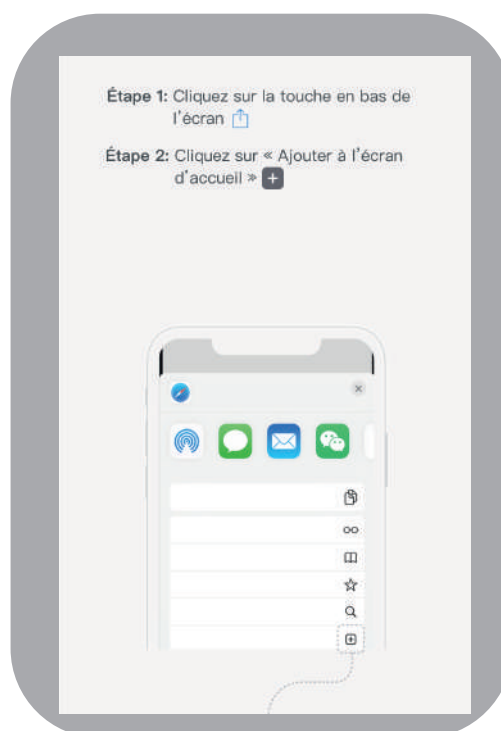 Étape 1: Cliquez sur la touche en bas de
l'écran
Étape 2: Cliquez sur « Ajouter à l'écran
d'accueil »